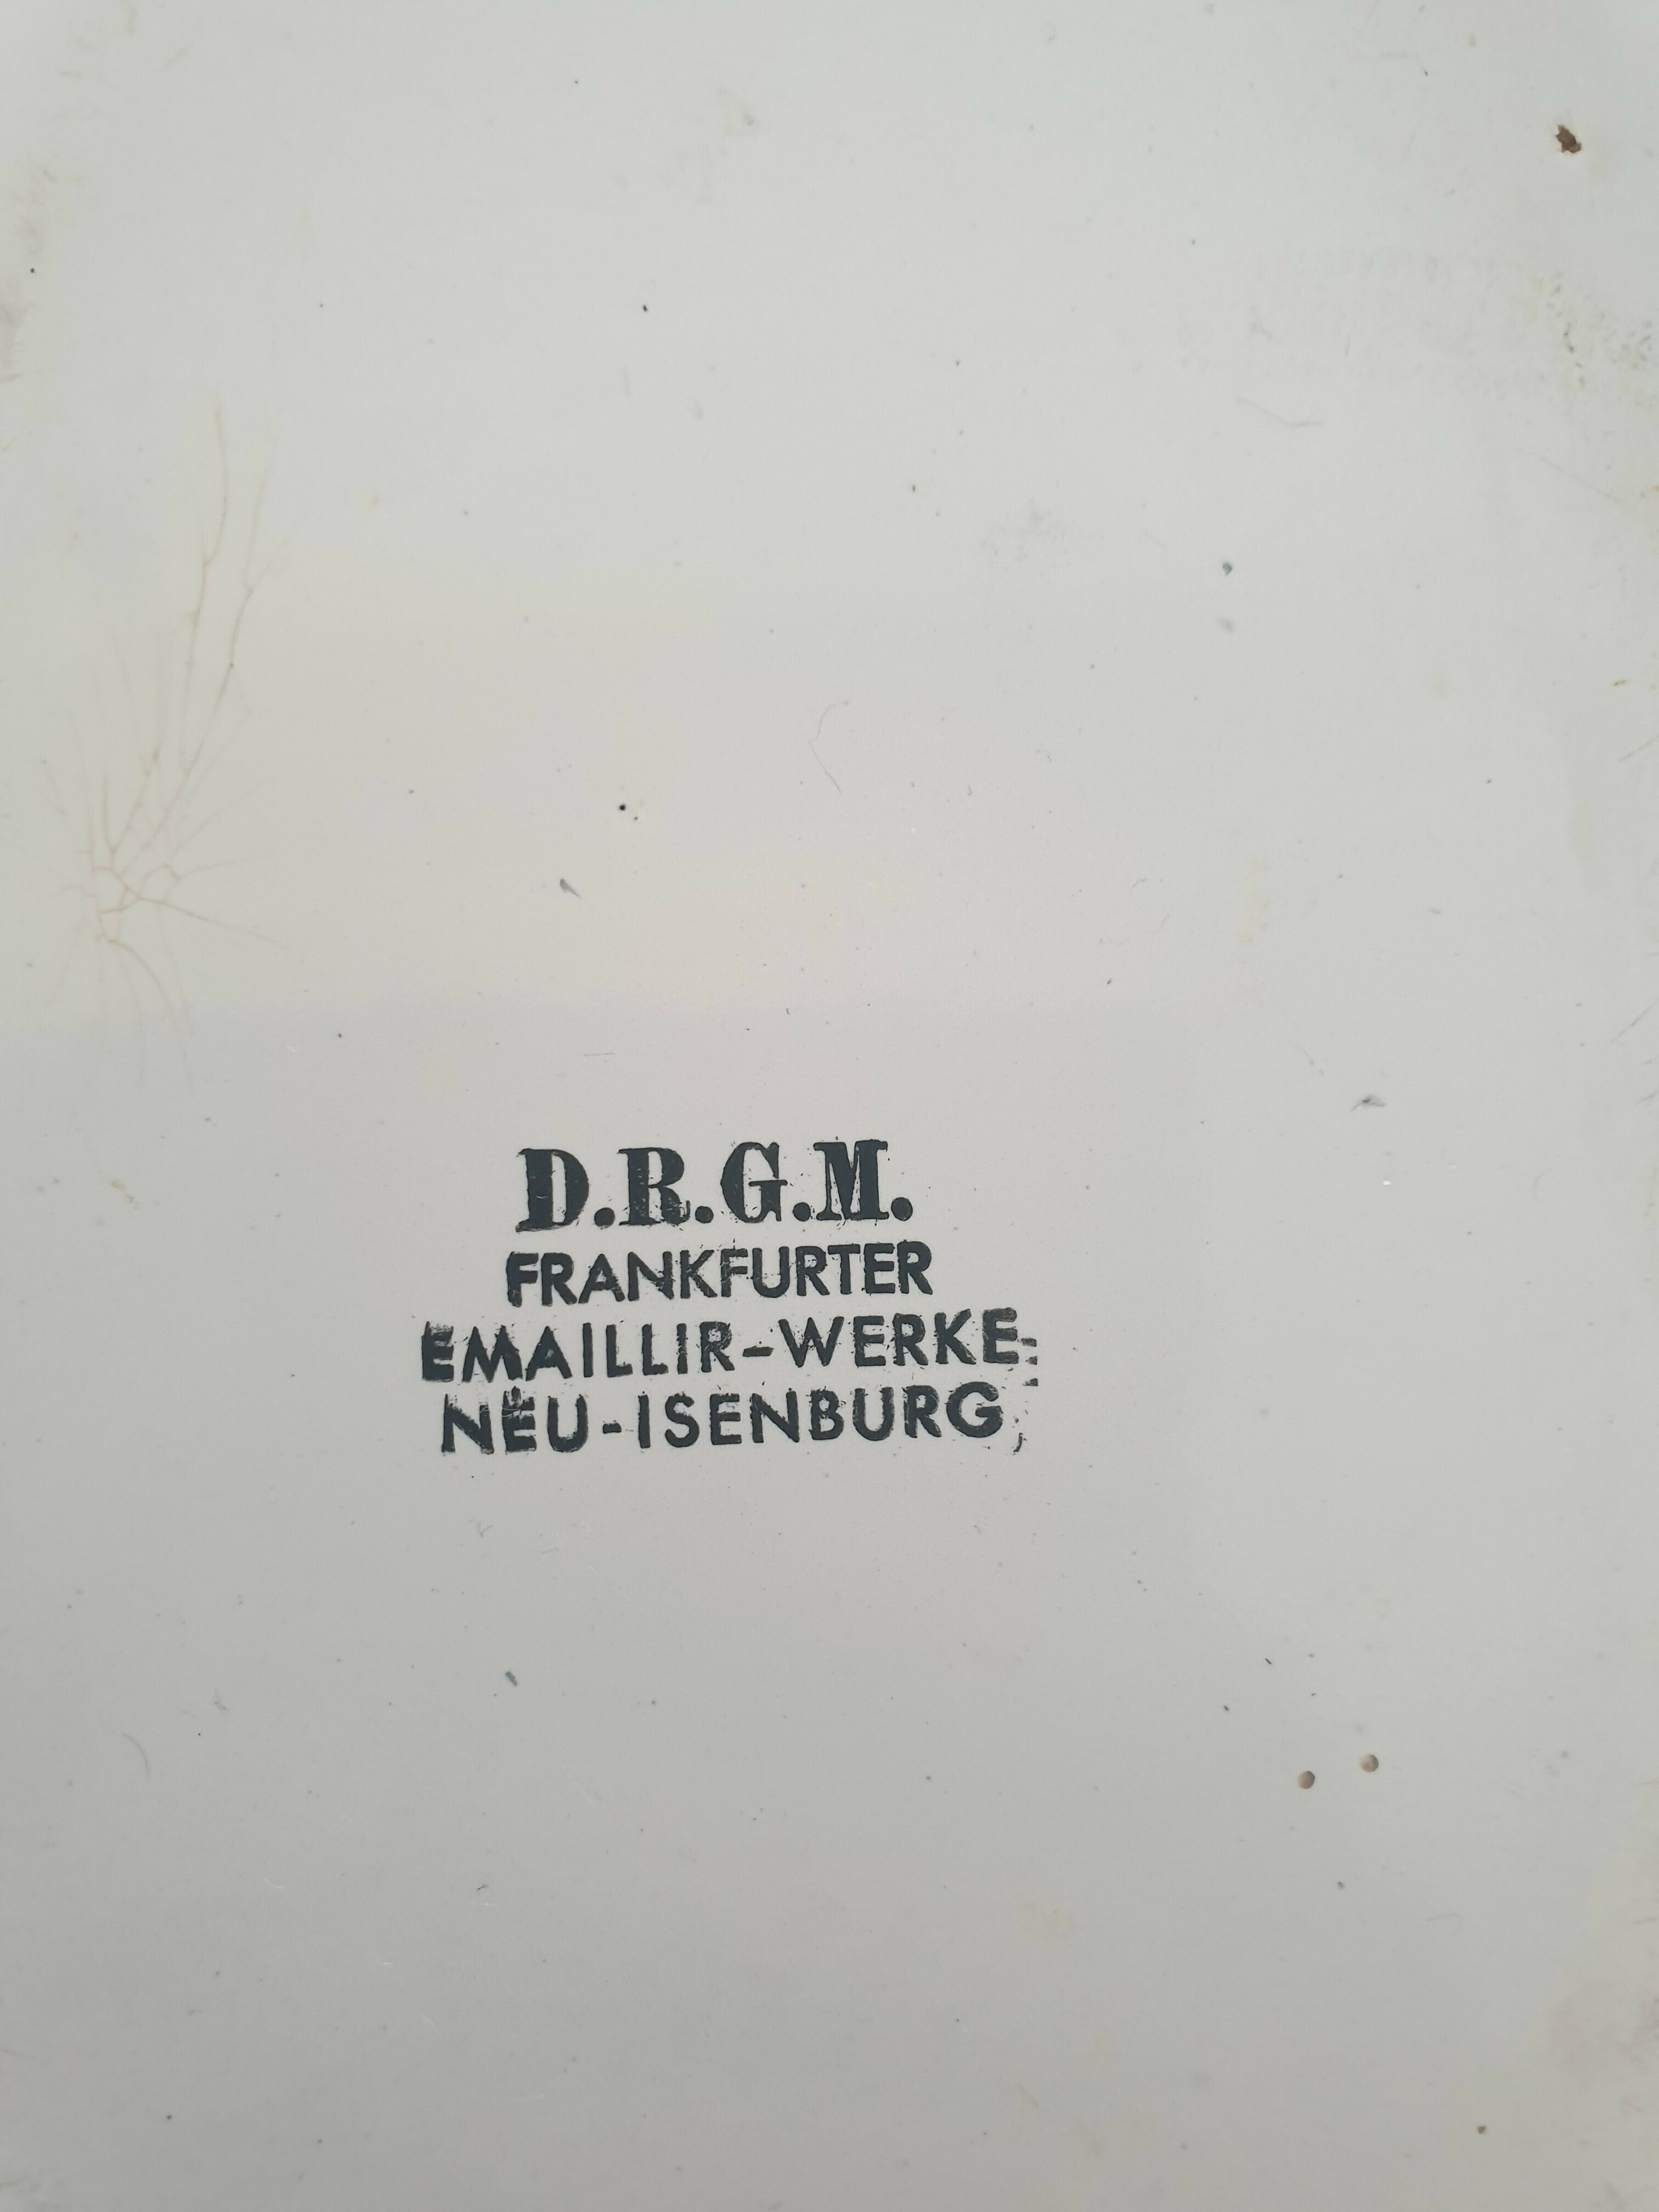 D.R.G.M.
FRANKFURTER
EMAILLIR-WERKE
NEU-ISENBURG